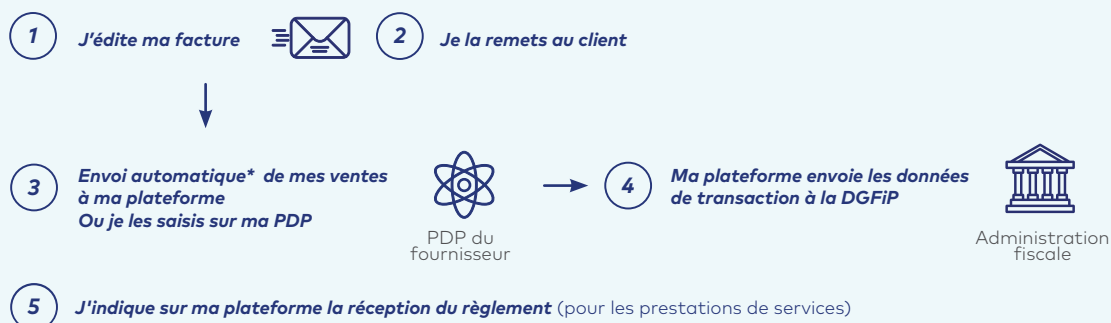 1 J'édite ma facture
2 Je la remets au client
3 Envoi automatique* de mes ventes
à ma plateforme
Ou je les saisis sur ma PDP
PDP du
fournisseur
4 Ma plateforme envoie les données
de transaction à la DGFiP
Administration
fiscale
5 J'indique sur ma plateforme la réception du règlement (pour les prestations de services)